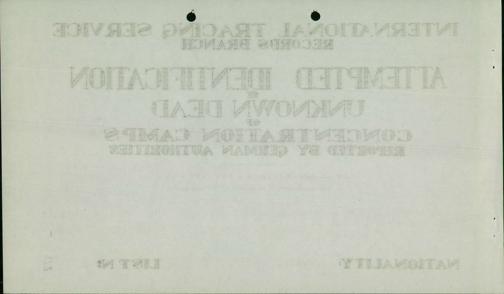 INTERNATIONAL TRACING SERVICE
RECORDS BRANCH
ATTEMPTED IDENTIFICATION
OF
UNKNOWN DEAD
OF
CONCENTRATION CAMPS
REPORTED BY GERMAN AUTHORITIES
NATIONALITY
LIST Nº